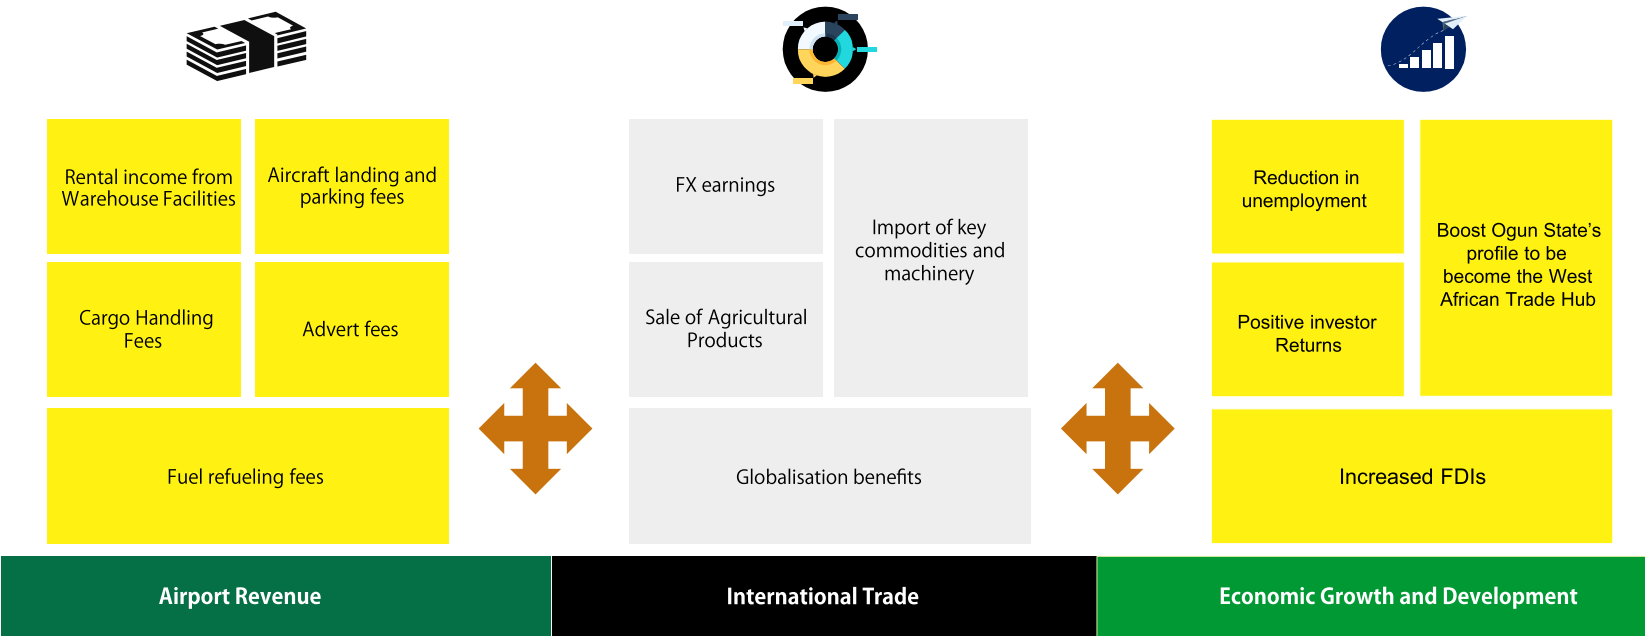 Rental income from
Warehouse Facilities
Aircraft landing and
parking fees
Cargo Handling
Fees
Advert fees
Fuel refueling fees
Airport Revenue
FX earnings
Import of key
commodities and
machinery
Sale of Agricultural
Products
Globalisation benefits
International Trade
Reduction in
unemployment
Boost Ogun State's
profile to be
become the West
African Trade Hub
Positive investor
Returns
Increased FDIs
Economic Growth and Development